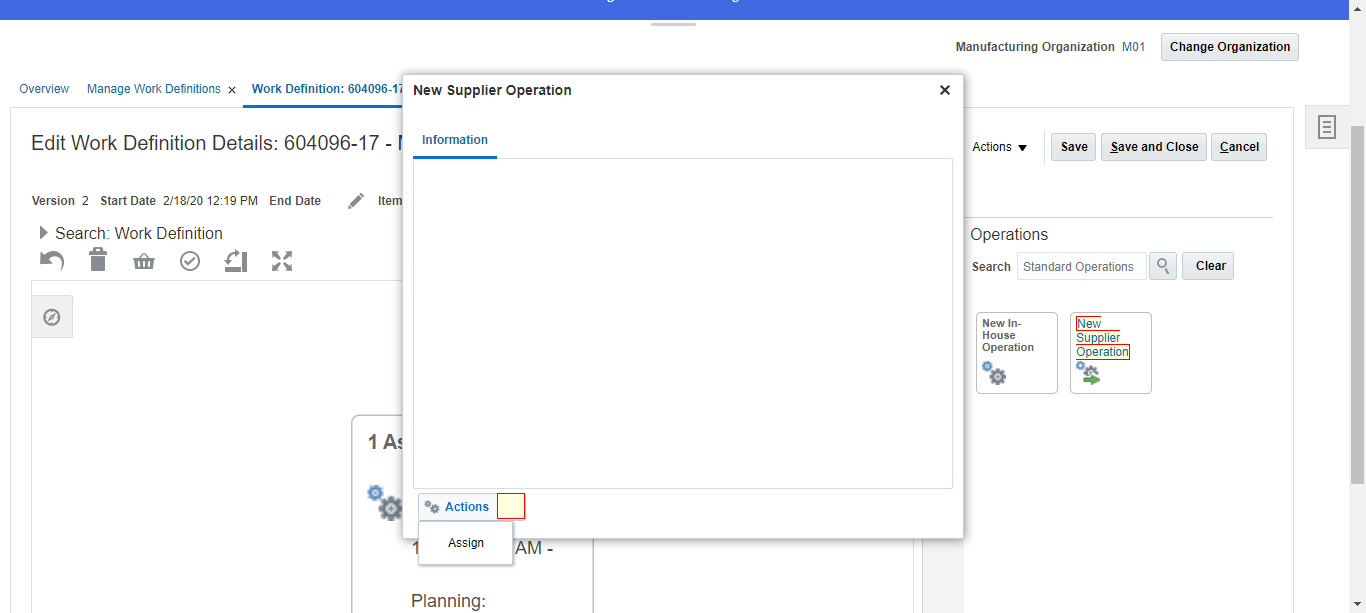 Manufacturing Organization M01
Change Organization
Overview
Manage Work Definitions x
Work Definition: 604096-17
New Supplier Operation
Information
Edit Work Definition Details: 604096-17 -
Actions
Save
Save and Close
Cancel
Version 2 Start Date 2/18/20 12:19 PM End Date
Item
Search: Work Definition
Operations
Search Standard Operations
Clear
New In-
House
Operation
New
Supplier
Operation
1 As
Actions
Assign
AM -
Planning: